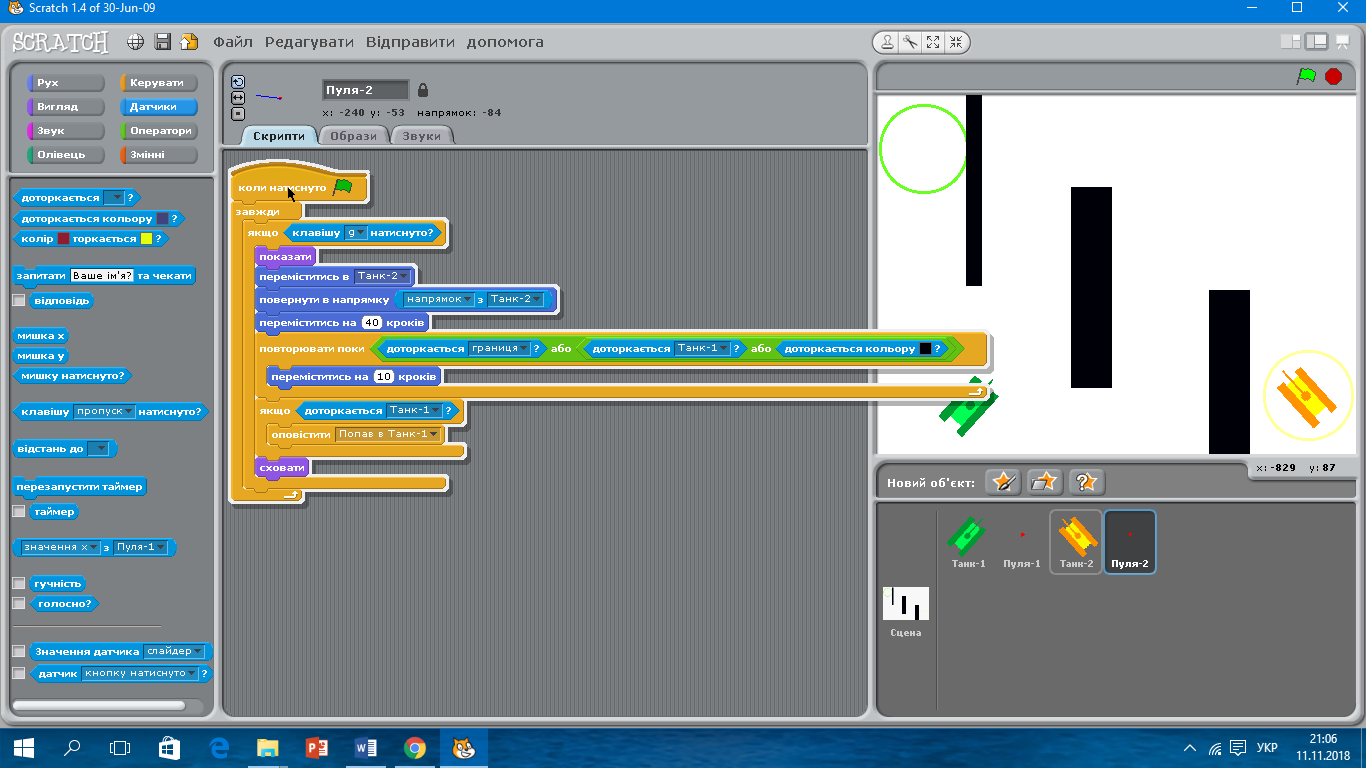 Scratch 1.4 of 30-Jun-09
SCRATCH
Файл Редагувати Відправити допомога
Рух
Керувати
Вигляд
Датчики
Звук
Оператори
Олівець
Змінні
доторкається ?
доторкається кольору ?
колір торкається ?
запитати Ваше ім'я? та чекати
відповідь
мишка x
мишка y
мишку натиснуто?
клавішу пропуск натиснуто?
відстань до
перезапустити таймер
таймер
значення x з Пуля-1
гучність
голосно?
Значення датчика слайдер
датчик кнопку натиснуто ?
Пуля-2
x: -240 y: -53 напрямок: -84
Скрипти
Образи
Звуки
коли натиснуто
завжди
якщо клавішу g натиснуто?
показати
переміститись в Танк-2
повернути в напрямку напрямок з Танк-2
переміститись на 40 кроків
повторювати поки доторкається границя ? або доторкається Танк-1 ? або доторкається кольору ?
переміститись на 10 кроків
якщо доторкається Танк-1 ?
оповістити Попав в Танк-1
сховати
x: -829 y: 87
Новий об'єкт:
Танк-1
Пуля-1
Танк-2
Пуля-2
Сцена
УКР
21:06
11.11.2018